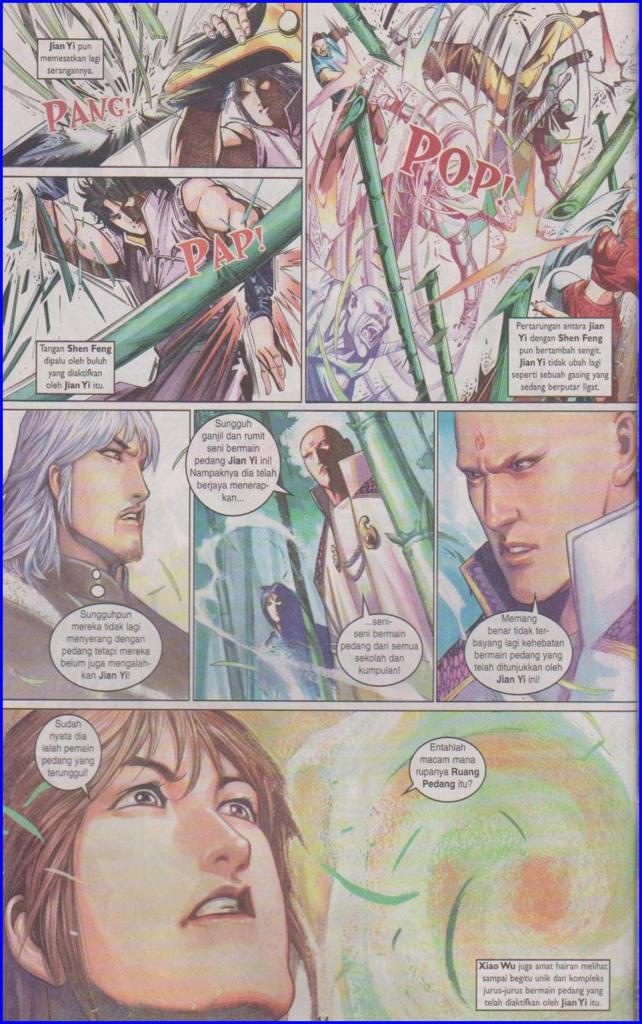 Jian Yi pun
memesatkan lagi
serangannya.
PANG!
POP!
PAP!
Tangan Shen Feng
dipalu oleh buluh
yang diaktifkan
oleh Jian Yi itu.
Pertarungan antara Jian
Yi dengan Shen Feng
pun bertambah sengit.
Jian Yi tidak ubah lagi
seperti sebuah gasing yang
sedang berputar ligat.
Sungguhpun
mereka tidak lagi
menyerang dengan
pedang tetapi mereka
belum juga mengalah-
kan Jian Yi!
Sungguh
ganjil dan rumit
seni bermain
pedang Jian Yi ini!
Nampaknya dia telah
berjaya menerap-
kan...
...seni-
seni bermain
pedang dari semua
sekolah dan
kumpulan!
Memang
benar tidak ter-
bayang lagi kehebatan
bermain pedang yang
telah ditunjukkan oleh
Jian Yi ini!
Sudah
nyata dia
ialah pemain
pedang yang
terunggul!
Entahlah
macam mana
rupanya Ruang
Pedang itu?
Xiao Wu juga amat hairan melihat
sampai begitu unik dan kompleks
jurus-jurus bermain pedang yang
telah diaktifkan oleh Jian Yi itu.